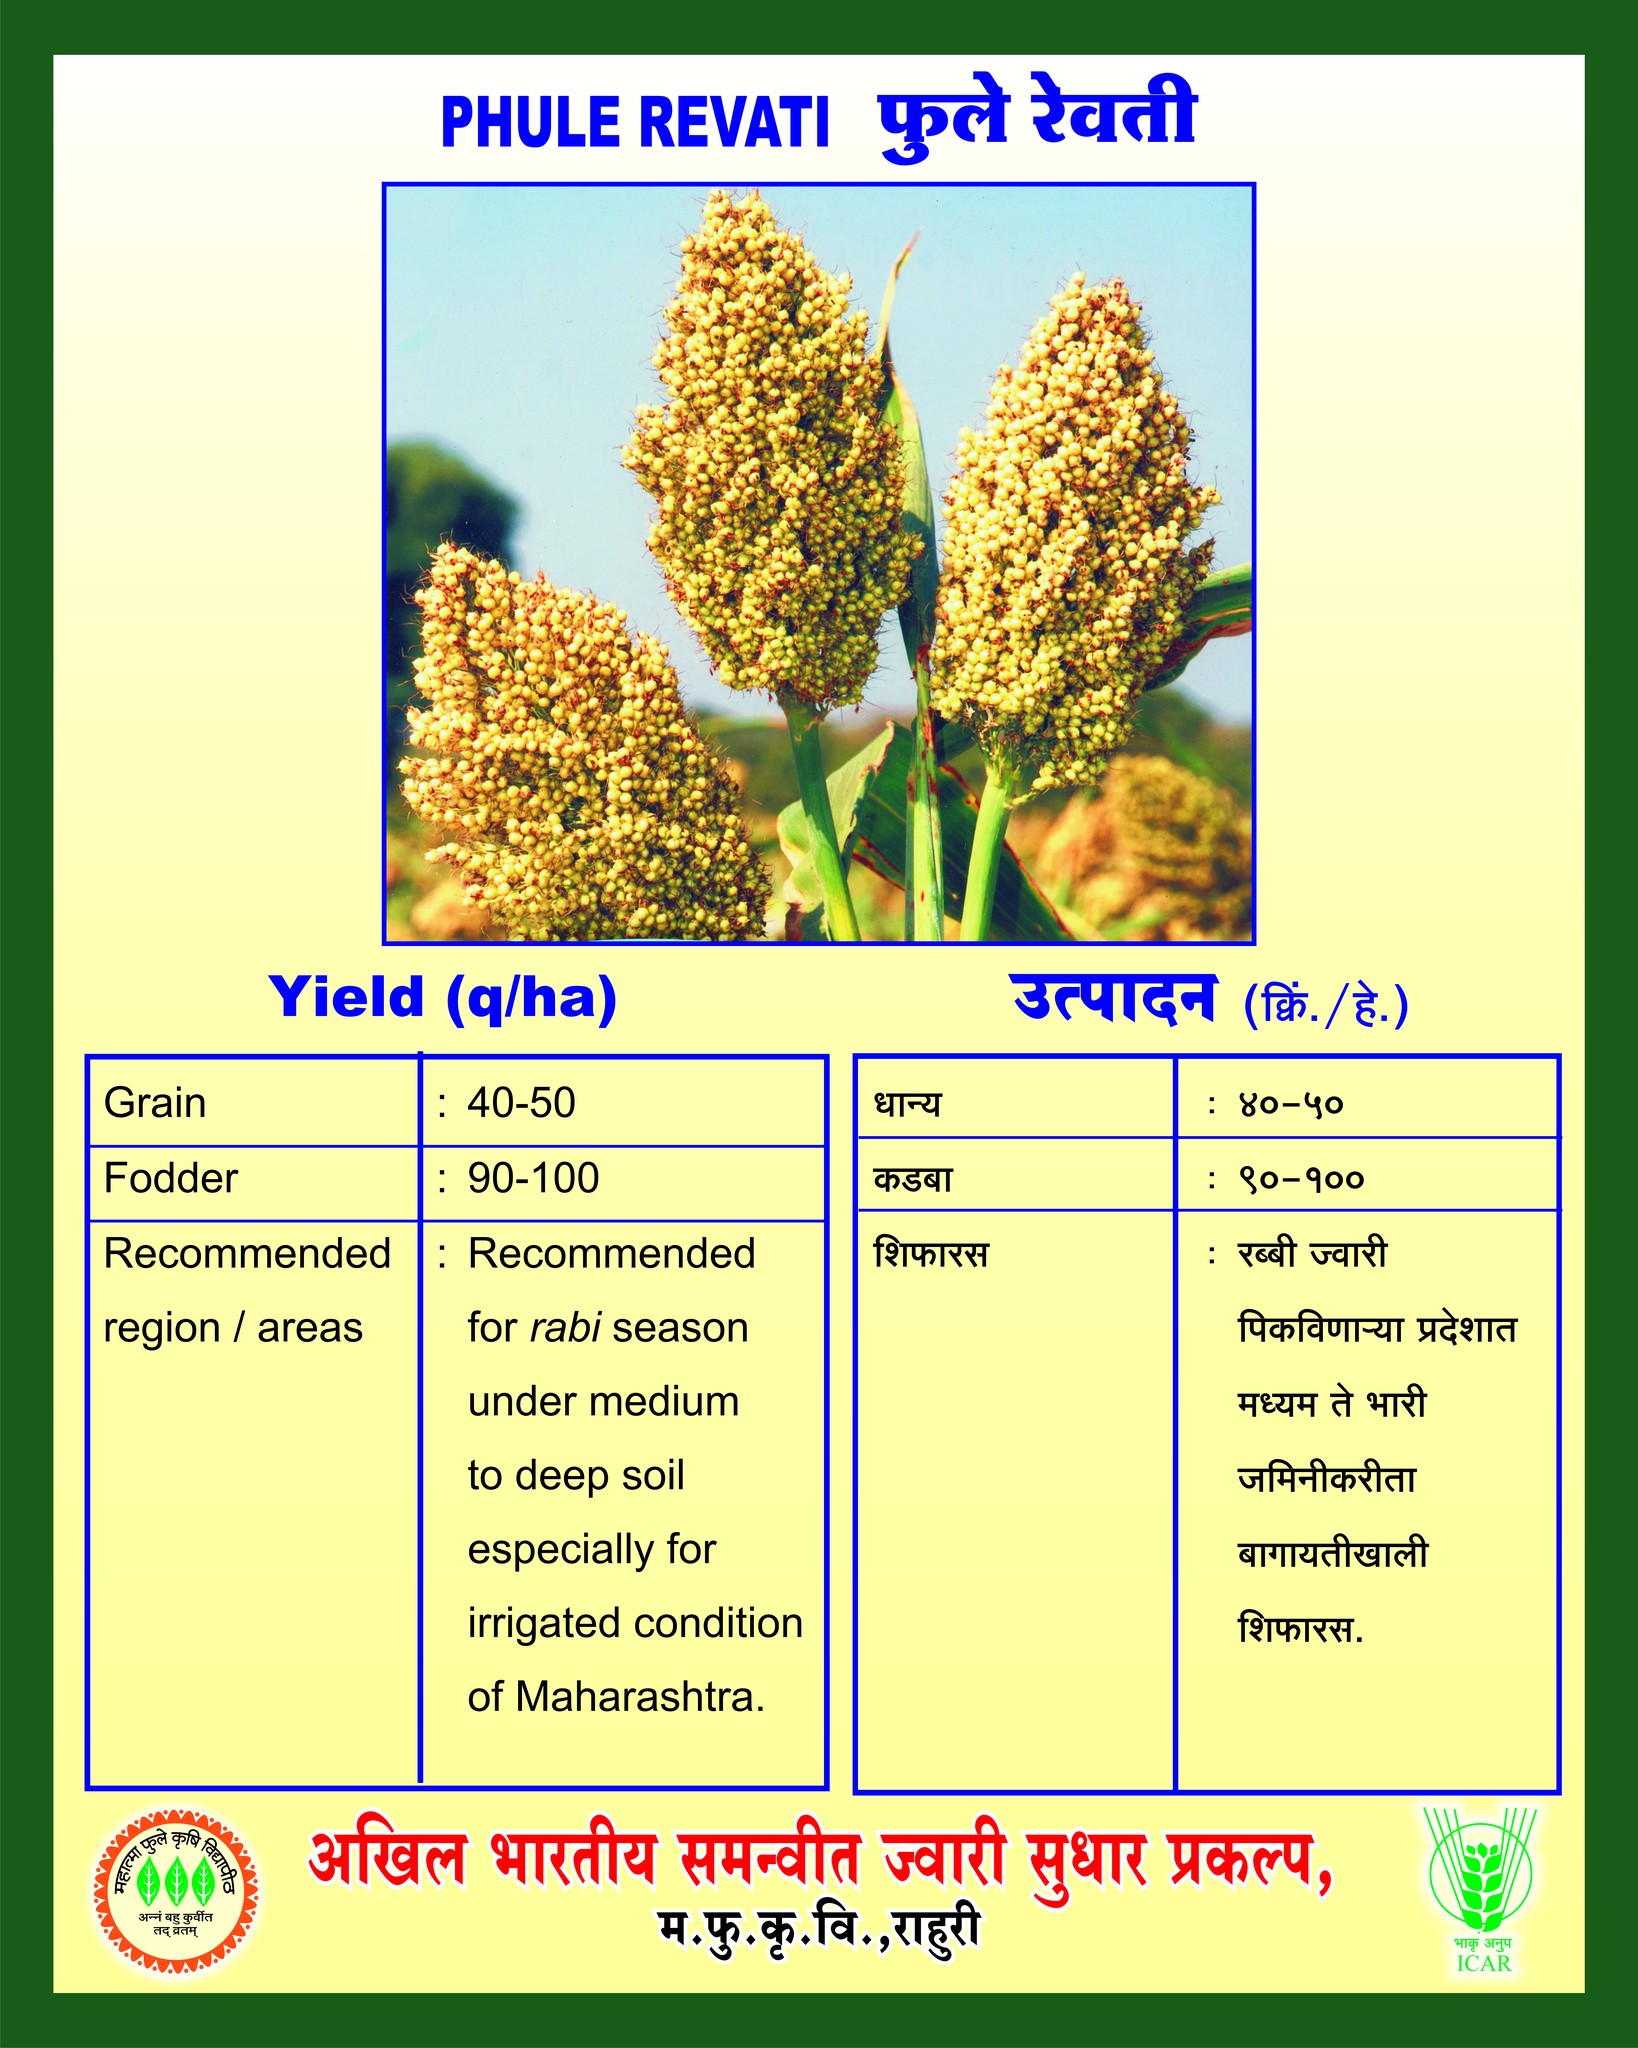 PHULE REVATI फुले रेवती
Yield (q/ha)
Grain : 40-50
Fodder : 90-100
Recommended : Recommended
region / areas for rabi season
under medium
to deep soil
especially for
irrigated condition
of Maharashtra.
उत्पादन (क्विं./हे.)
धान्य : ४०-५०
कडबा : ९०-१००
शिफारस : रब्बी ज्वारी
पिकविणाऱ्या प्रदेशात
मध्यम ते भारी
जमिनीकरीता
बागायतीखाली
शिफारस.
महात्मा फुले कृषि विद्यापीठ
अन्नं बहु कुर्वीत
तद् व्रतम्
अखिल भारतीय समन्वीत ज्वारी सुधार प्रकल्प,
म.फु.कृ.वि.,राहुरी
भाकृ अनुप
ICAR